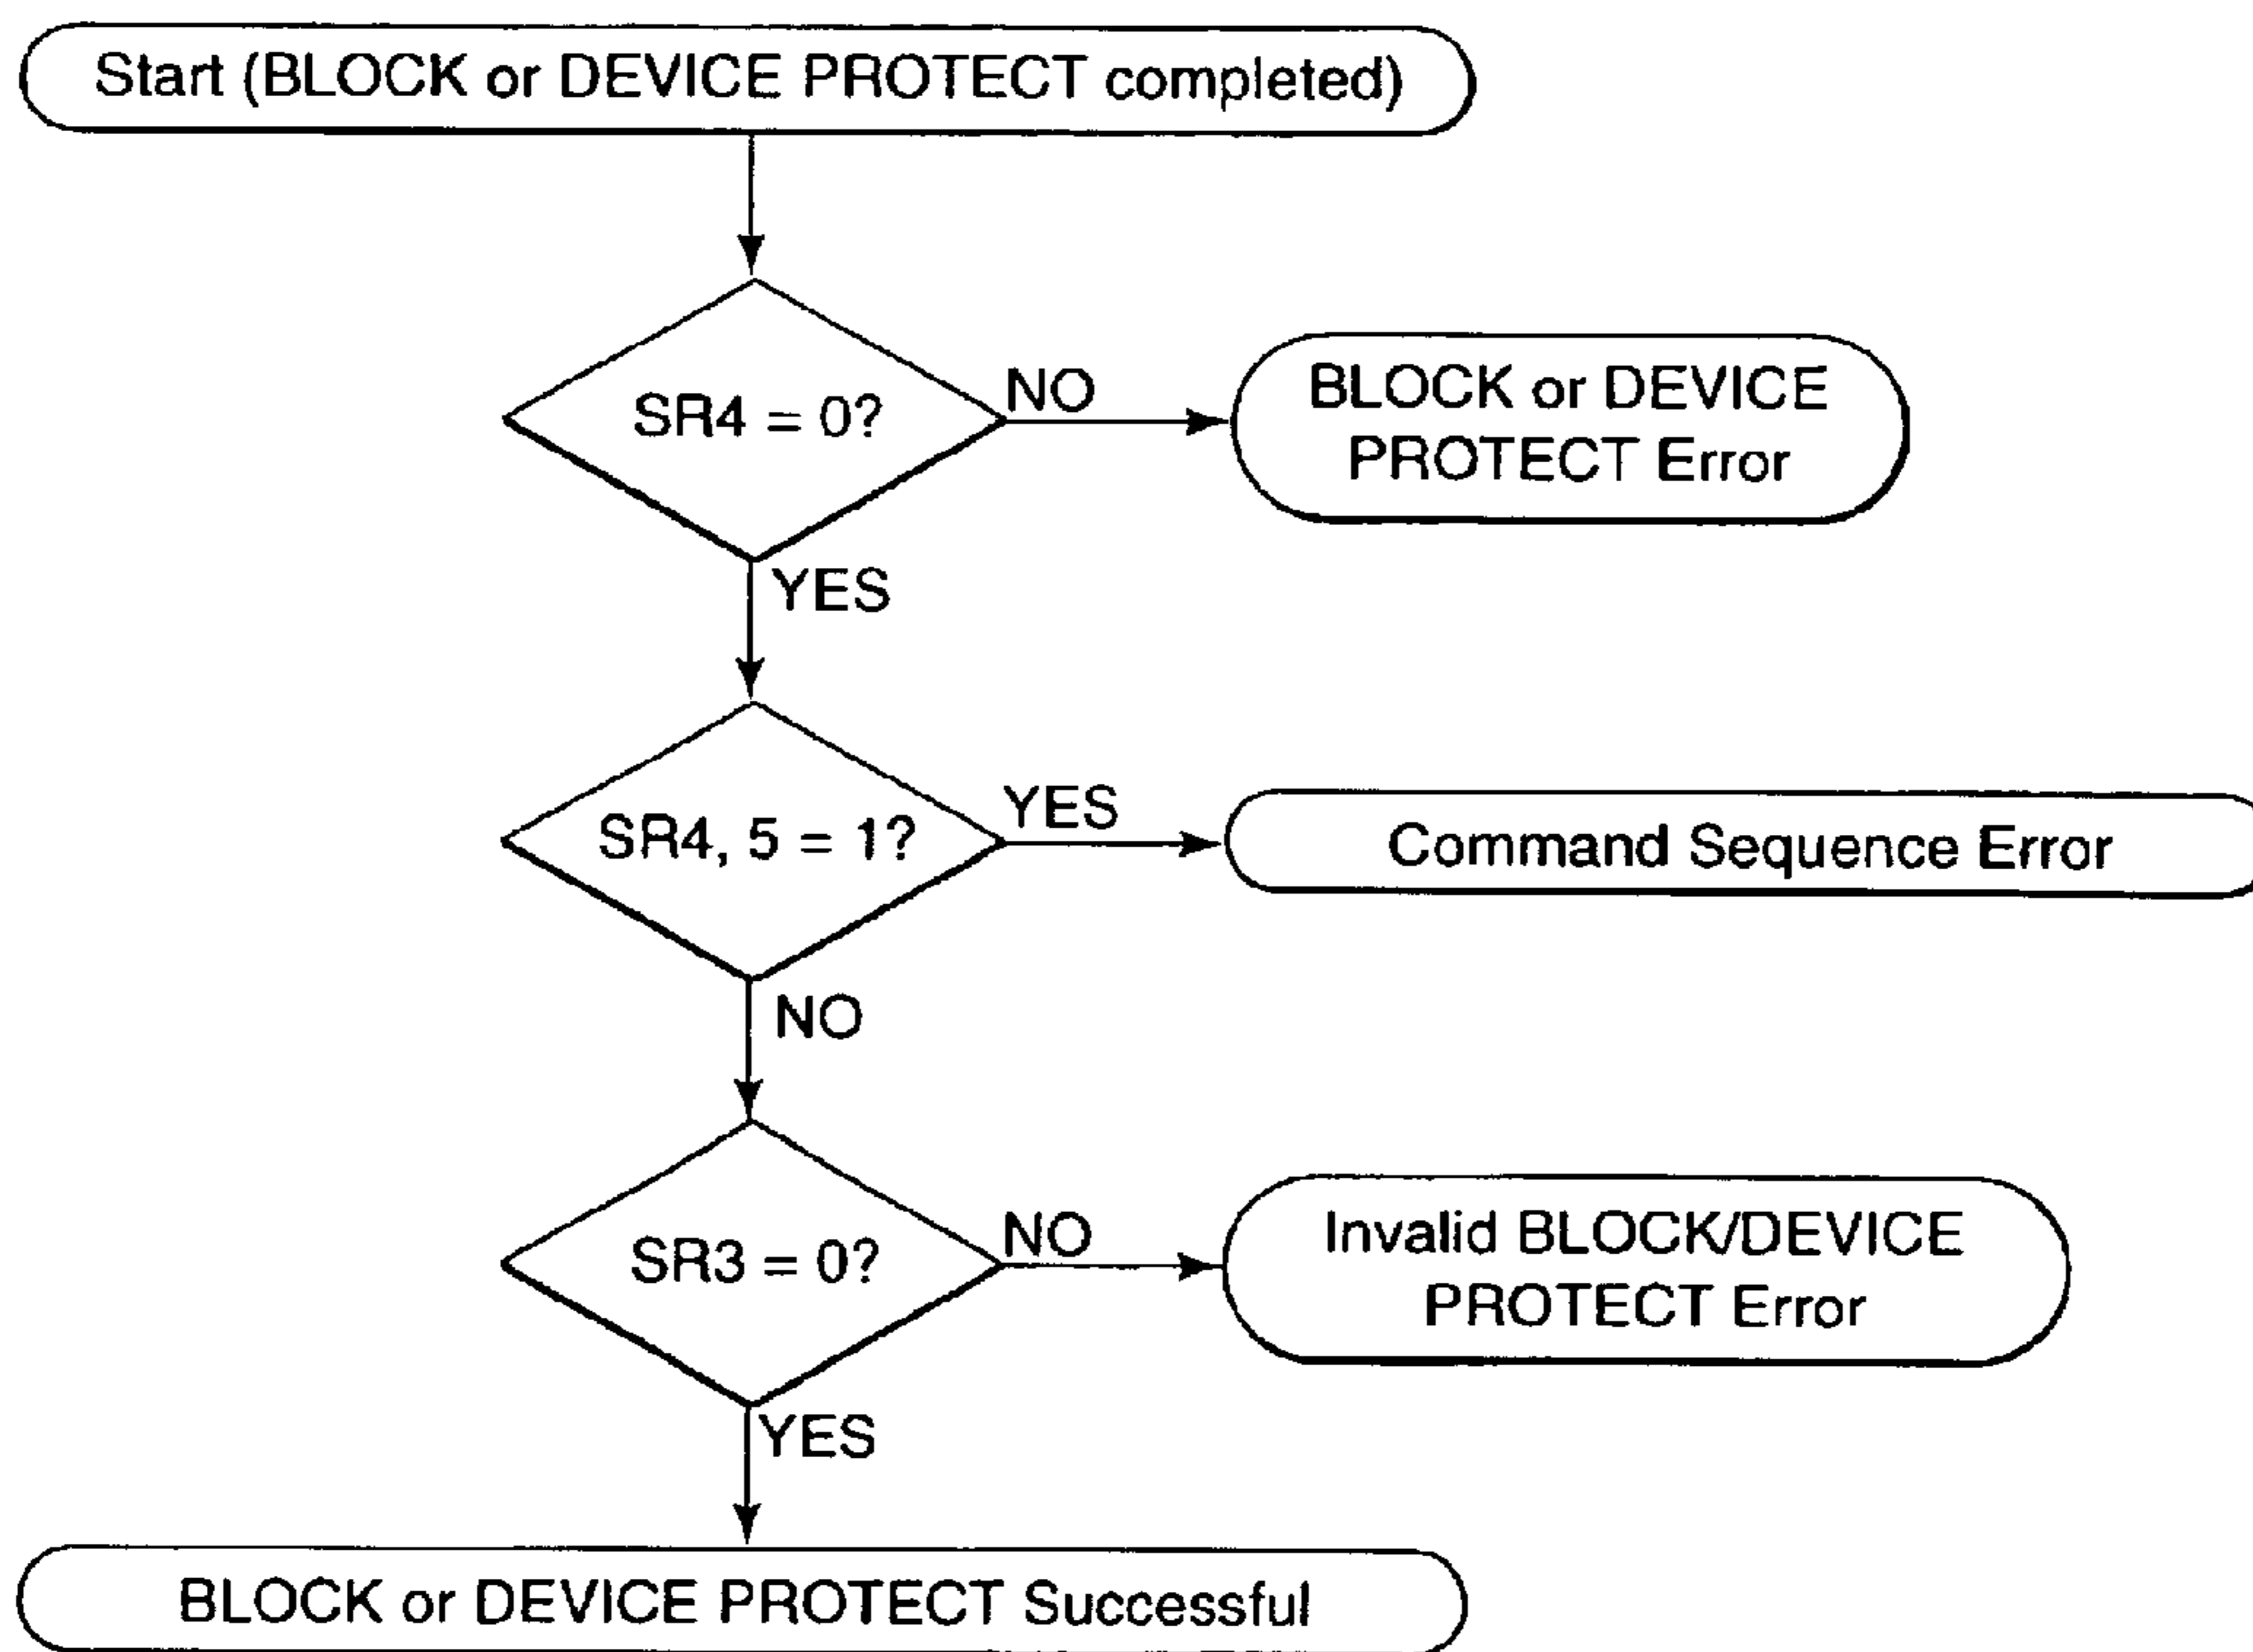 Start (BLOCK or DEVICE PROTECT completed)
SR4 = 0?
NO
BLOCK or DEVICE
PROTECT Error
YES
SR4, 5 = 1?
YES
Command Sequence Error
NO
SR3 = 0?
NO
Invalid BLOCK/DEVICE
PROTECT Error
YES
BLOCK or DEVICE PROTECT Successful